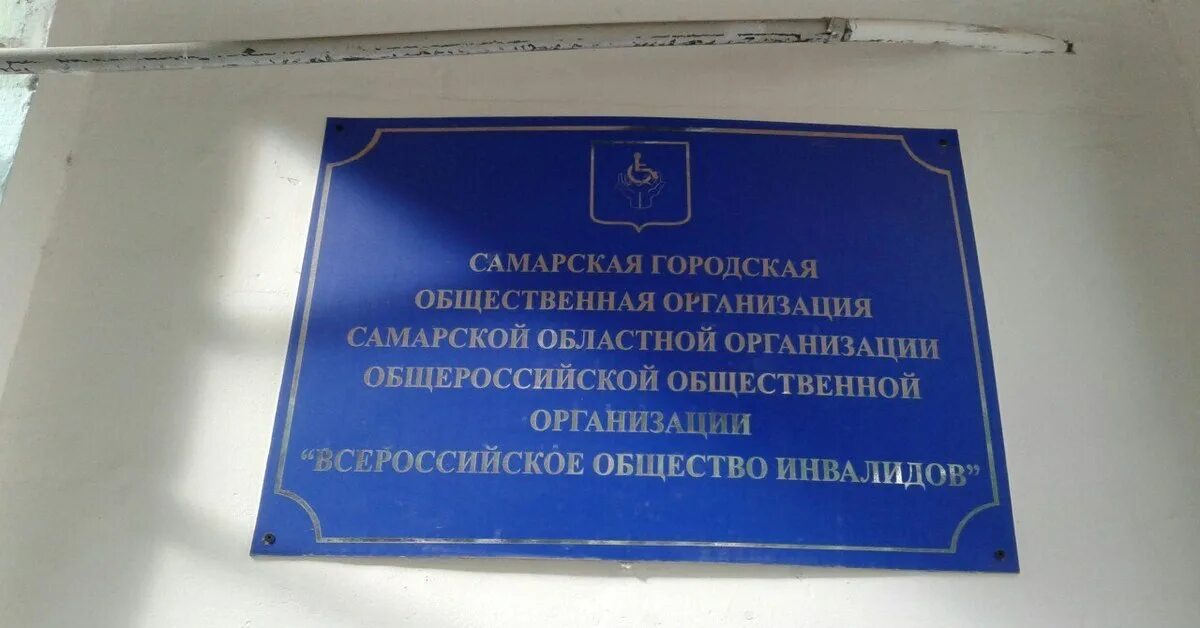 САМАРСКАЯ ГОРОДСКАЯ
ОБЩЕСТВЕННАЯ ОРГАНИЗАЦИЯ
САМАРСКОЙ ОБЛАСТНОЙ ОРГАНИЗАЦИИ
ОБЩЕРОССИЙСКОЙ ОБЩЕСТВЕННОЙ
ОРГАНИЗАЦИИ
“ВСЕРОССИЙСКОЕ ОБЩЕСТВО ИНВАЛИДОВ”